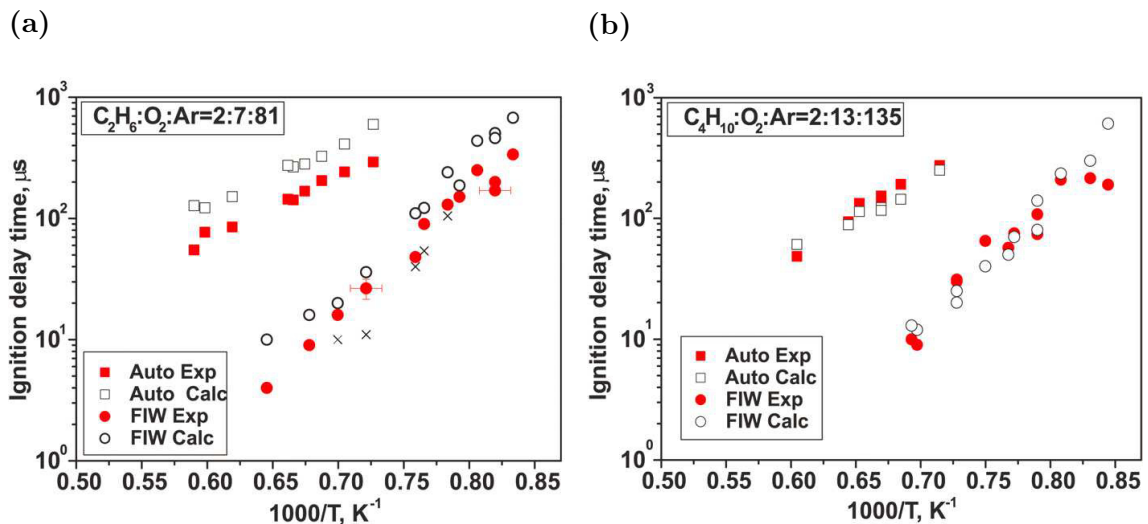 (a)
(b)
C₂H₆:O₂:Ar=2:7:81
Ignition delay time, μs
10³
10²
10¹
10⁰
Auto Exp
Auto Calc
FIW Exp
FIW Calc
0.50 0.55 0.60 0.65 0.70 0.75 0.80 0.85
1000/T, K⁻¹
C₄H₁₀:O₂:Ar=2:13:135
Ignition delay time, μs
10³
10²
10¹
10⁰
Auto Exp
Auto Calc
FIW Exp
FIW Calc
0.50 0.55 0.60 0.65 0.70 0.75 0.80 0.85
1000/T, K⁻¹